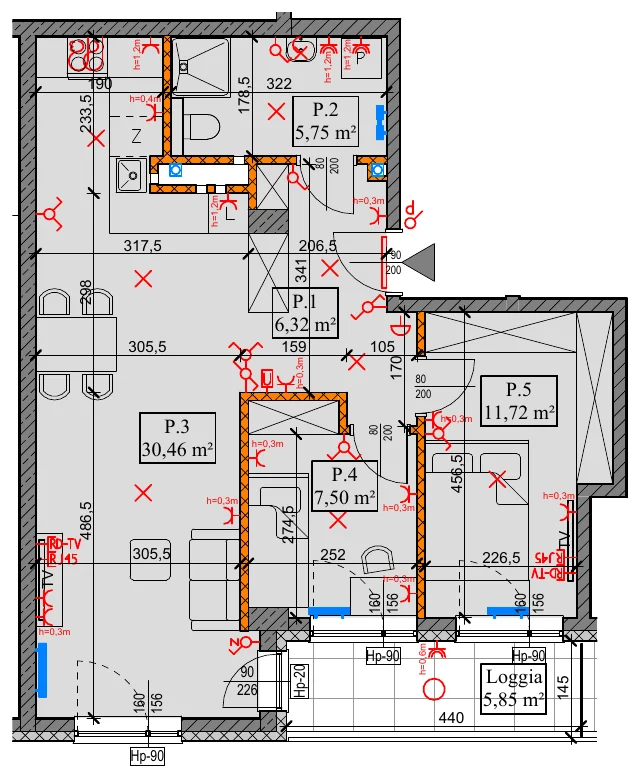 190
322
h=1,2m
h=1,2m
h=1,2m
P
178,5
233,5
h=0,4m
P.2
5,75 m²
Z
80
200
h=1,2m
L
h=0,3m
P
317,5
206,5
90
200
341
298
P.1
6,32 m²
305,5
159
105
170
h=0,3m
U
80
200
P.5
11,72 m²
h=0,3m
P.3
30,46 m²
80
200
h=0,3m
P.4
7,50 m²
456,5
h=0,3m
h=0,3m
h=0,3m
486,5
274,5
RD-TV
RJ45
TV
305,5
252
226,5
TV
RJ45
RD-TV
h=0,3m
h=0,3m
160
156
160
156
N
Hp-90
h=0,6m
Hp-90
Loggia
5,85 m²
145
90
226
Hp-20
160
156
440
Hp-90